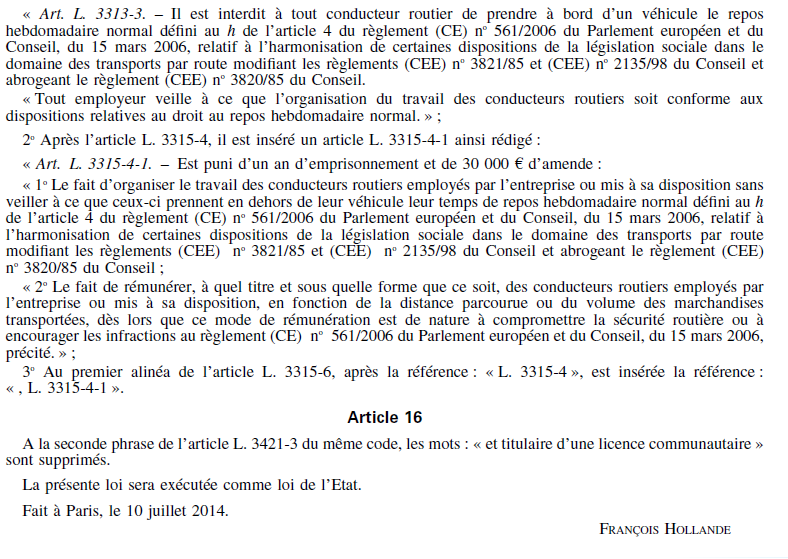 « Art. L. 3313-3. – Il est interdit à tout conducteur routier de prendre à bord d’un véhicule le repos
hebdomadaire normal défini au h de l’article 4 du règlement (CE) nº 561/2006 du Parlement européen et du
Conseil, du 15 mars 2006, relatif à l’harmonisation de certaines dispositions de la législation sociale dans le
domaine des transports par route modifiant les règlements (CEE) nº 3821/85 et (CE) nº 2135/98 du Conseil et
abrogeant le règlement (CEE) nº 3820/85 du Conseil.
« Tout employeur veille à ce que l’organisation du travail des conducteurs routiers soit conforme aux
dispositions relatives au droit au repos hebdomadaire normal. » ;
2º Après l’article L. 3315-4, il est inséré un article L. 3315-4-1 ainsi rédigé :
« Art. L. 3315-4-1. – Est puni d’un an d’emprisonnement et de 30 000 € d’amende :
« 1º Le fait d’organiser le travail des conducteurs routiers employés par l’entreprise ou mis à sa disposition sans
veiller à ce que ceux-ci prennent en dehors de leur véhicule leur temps de repos hebdomadaire normal défini au h
de l’article 4 du règlement (CE) nº 561/2006 du Parlement européen et du Conseil, du 15 mars 2006, relatif à
l’harmonisation de certaines dispositions de la législation sociale dans le domaine des transports par route
modifiant les règlements (CEE) nº 3821/85 et (CE) nº 2135/98 du Conseil et abrogeant le règlement (CEE)
nº 3820/85 du Conseil ;
« 2º Le fait de rémunérer, à quel titre et sous quelle forme que ce soit, des conducteurs routiers employés par
l’entreprise ou mis à sa disposition, en fonction de la distance parcourue ou du volume des marchandises
transportées, dès lors que ce mode de rémunération est de nature à compromettre la sécurité routière ou à
encourager les infractions au règlement (CE) nº 561/2006 du Parlement européen et du Conseil, du 15 mars 2006,
précité. » ;
3º Au premier alinéa de l’article L. 3315-6, après la référence : « L. 3315-4 », est insérée la référence :
« , L. 3315-4-1 ».
Article 16
A la seconde phrase de l’article L. 3421-3 du même code, les mots : « et titulaire d’une licence communautaire »
sont supprimés.
La présente loi sera exécutée comme loi de l’Etat.
Fait à Paris, le 10 juillet 2014.
FRANÇOIS HOLLANDE